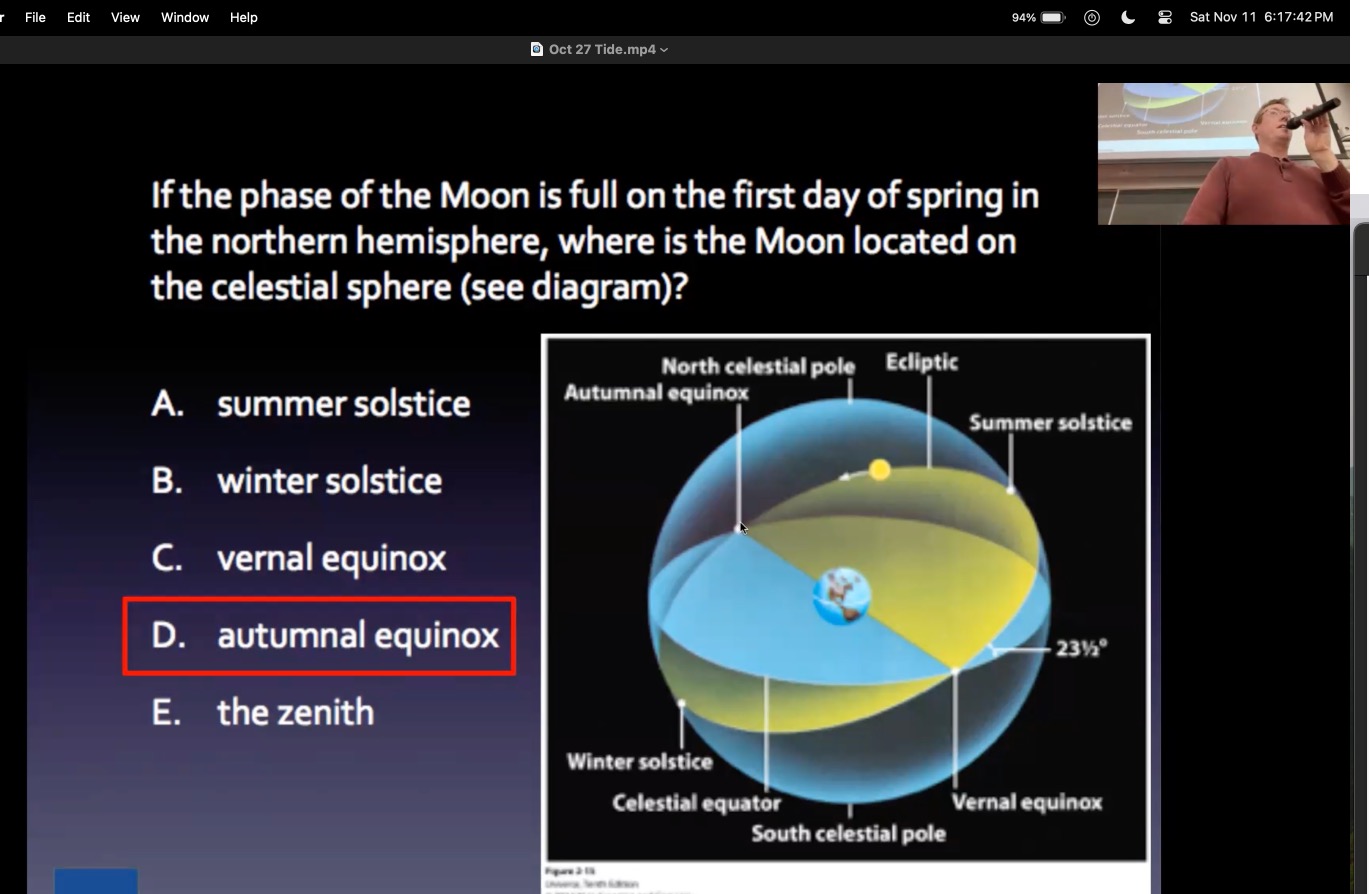 r File Edit View Window Help 94% Sat Nov 11 6:17:42 PM
Oct 27 Tide.mp4
If the phase of the Moon is full on the first day of spring in
the northern hemisphere, where is the Moon located on
the celestial sphere (see diagram)?
A. summer solstice
B. winter solstice
C. vernal equinox
D. autumnal equinox
E. the zenith
North celestial pole
Ecliptic
Autumnal equinox
Summer solstice
23½°
Winter solstice
Celestial equator
Vernal equinox
South celestial pole
Figure 2-15
Universe, Tenth Edition